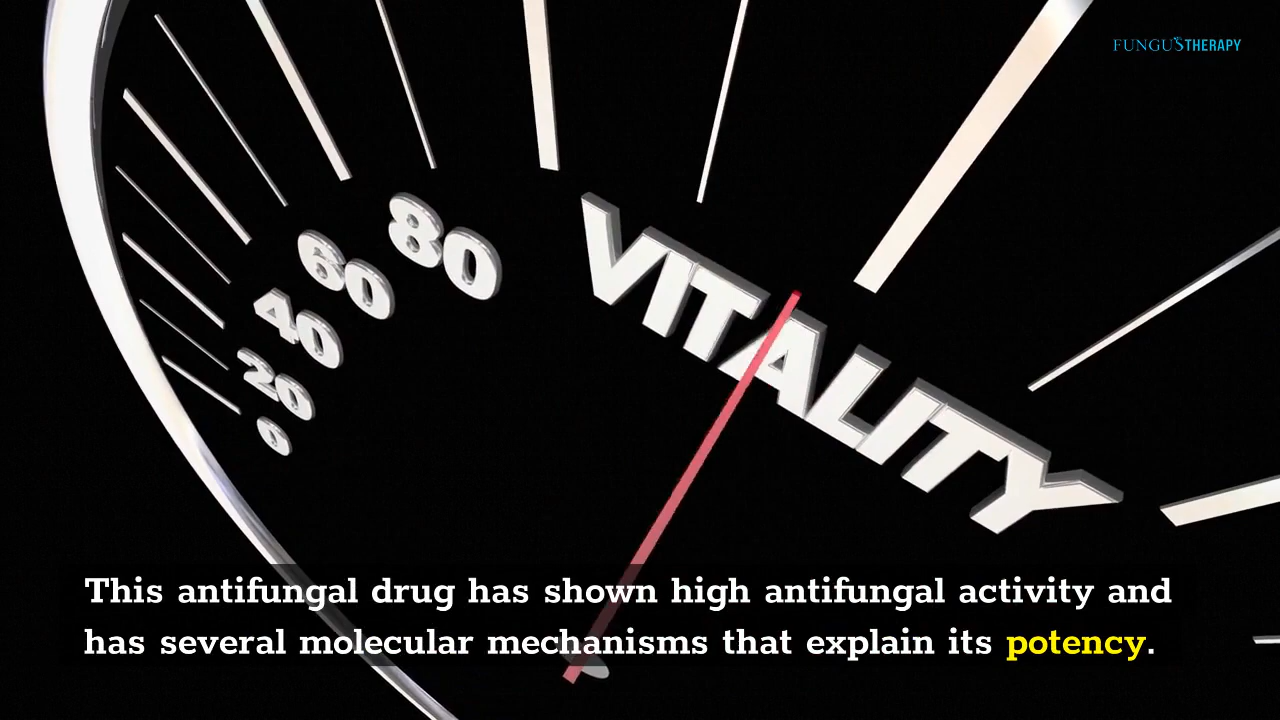 FUNGUSTHERAPY
80
60
40
20
0
VITALITY
This antifungal drug has shown high antifungal activity and
has several molecular mechanisms that explain its potency.